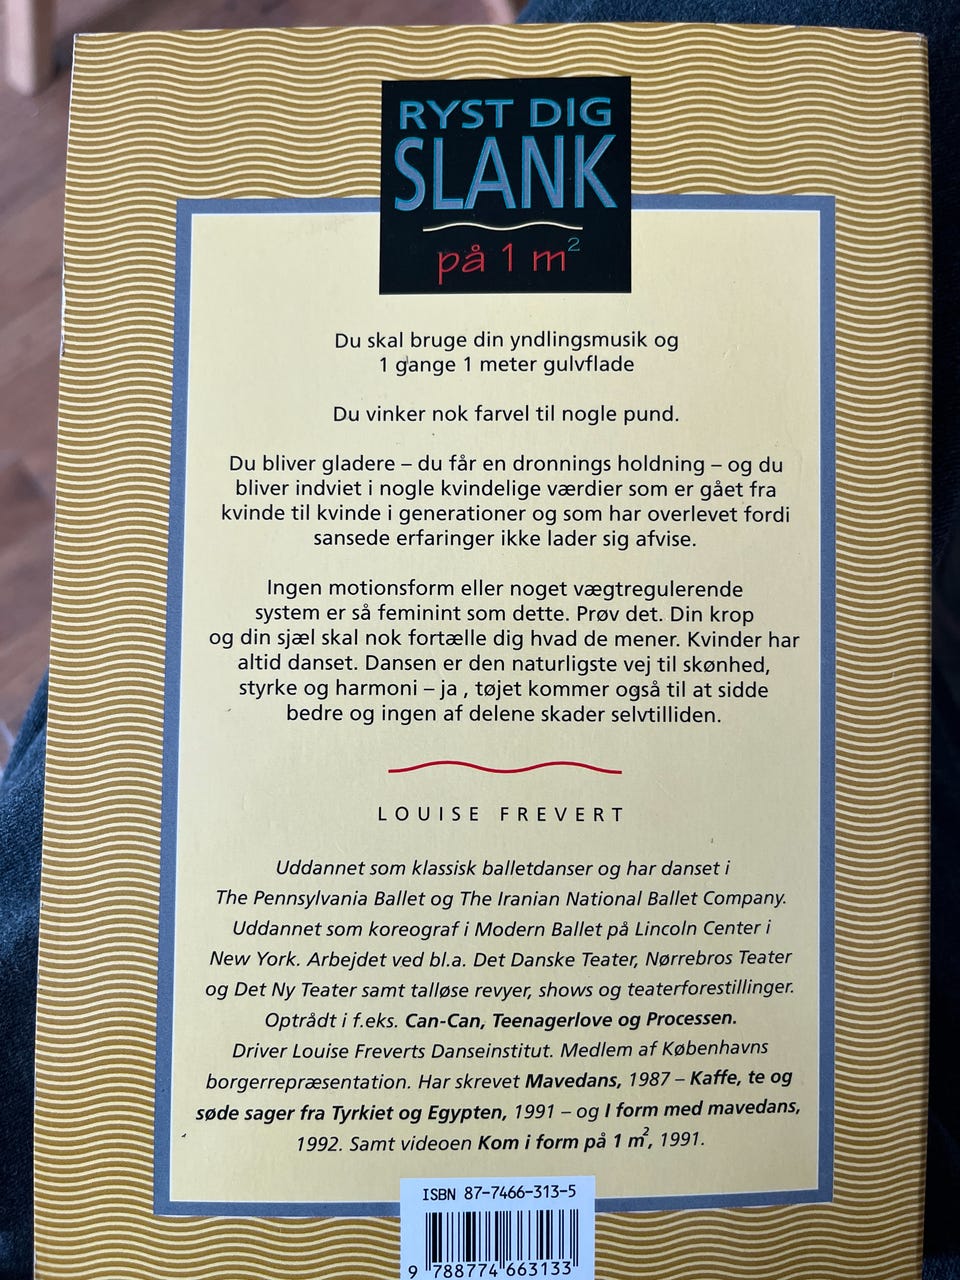 RYST DIG
SLANK
på 1 m²
Du skal bruge din yndlingsmusik og
1 gange 1 meter gulvflade
Du vinker nok farvel til nogle pund.
Du bliver gladere – du får en dronnings holdning – og du
bliver indviet i nogle kvindelige værdier som er gået fra
kvinde til kvinde i generationer og som har overlevet fordi
sansede erfaringer ikke lader sig afvise.
Ingen motionsform eller noget vægtregulerende
system er så feminint som dette. Prøv det. Din krop
og din sjæl skal nok fortælle dig hvad de mener. Kvinder har
altid danset. Dansen er den naturligste vej til skønhed,
styrke og harmoni – ja , tøjet kommer også til at sidde
bedre og ingen af delene skader selvtilliden.
LOUISE FREVERT
Uddannet som klassisk balletdanser og har danset i
The Pennsylvania Ballet og The Iranian National Ballet Company.
Uddannet som koreograf i Modern Ballet på Lincoln Center i
New York. Arbejdet ved bl.a. Det Danske Teater, Nørrebros Teater
og Det Ny Teater samt talløse revyer, shows og teaterforestillinger.
Optrådt i f.eks. Can-Can, Teenagerlove og Processen.
Driver Louise Freverts Danseinstitut. Medlem af Københavns
borgerrepræsentation. Har skrevet Mavedans, 1987 – Kaffe, te og
søde sager fra Tyrkiet og Egypten, 1991 – og I form med mavedans,
1992. Samt videoen Kom i form på 1 m², 1991.
ISBN 87-7466-313-5
9 788774 663133